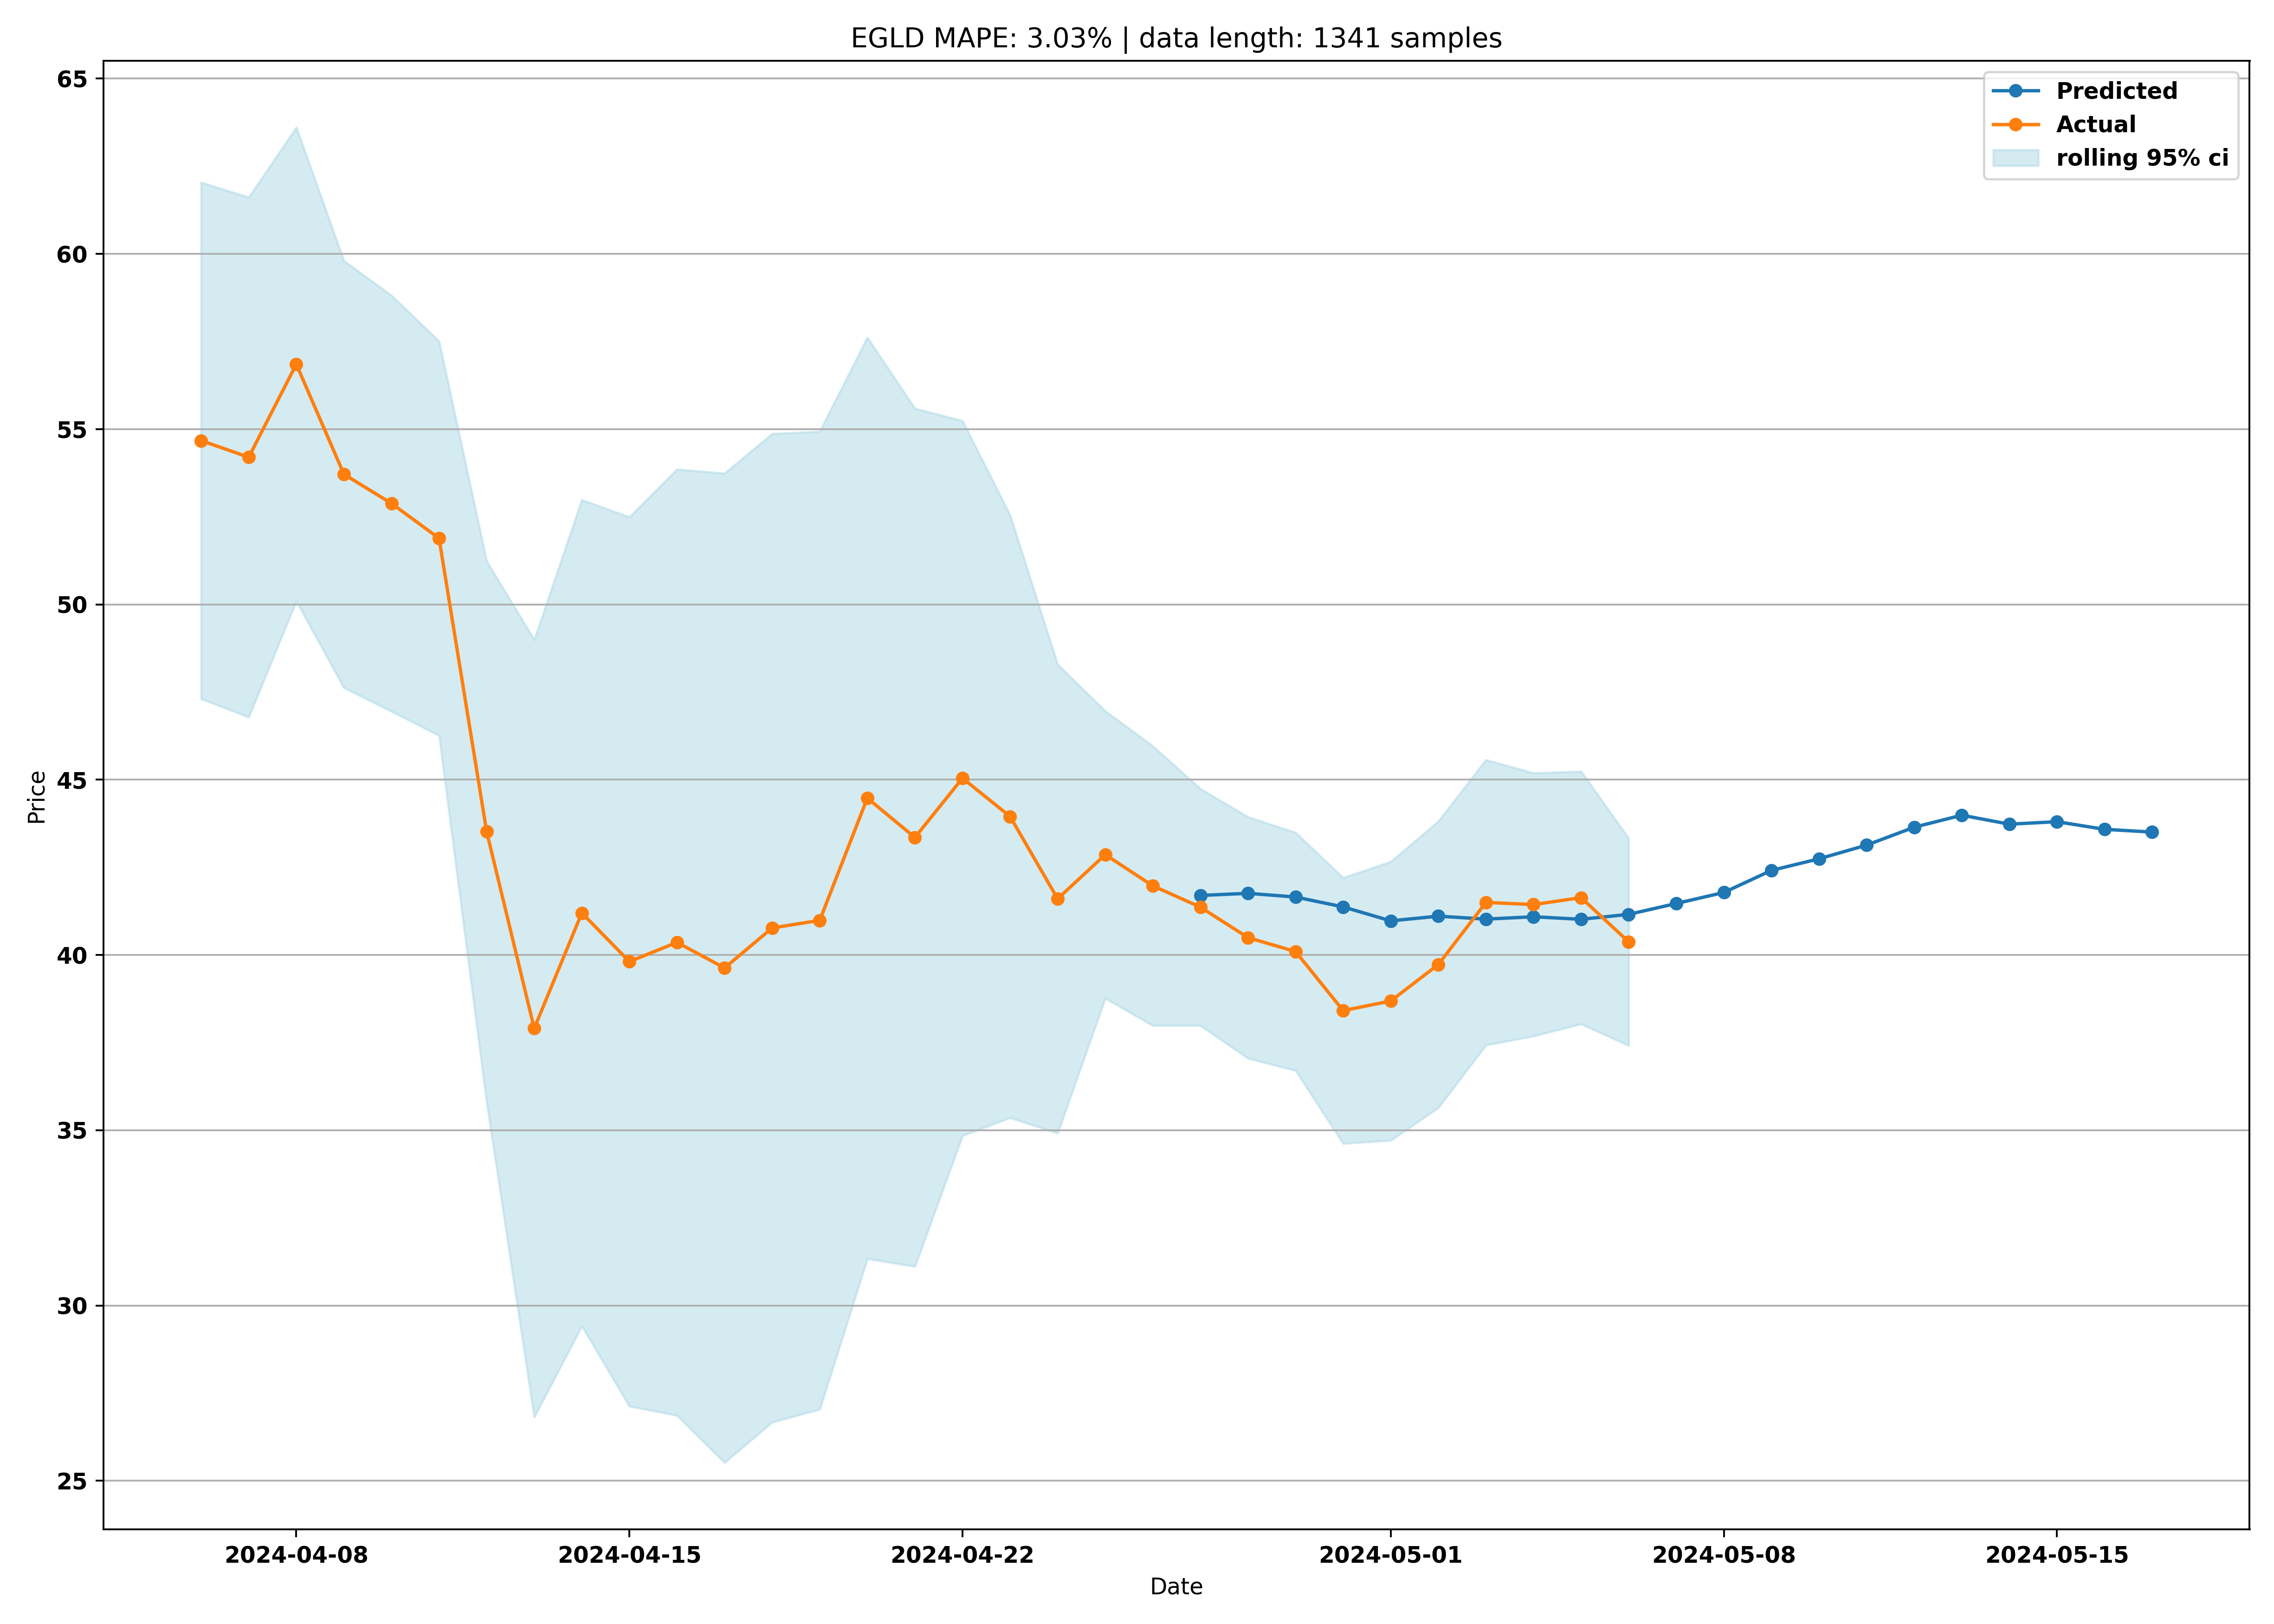 EGLD MAPE: 3.03% | data length: 1341 samples
Predicted
Actual
rolling 95% ci
65
60
55
50
45
40
35
30
25
Price
2024-04-08
2024-04-15
2024-04-22
2024-05-01
2024-05-08
2024-05-15
Date